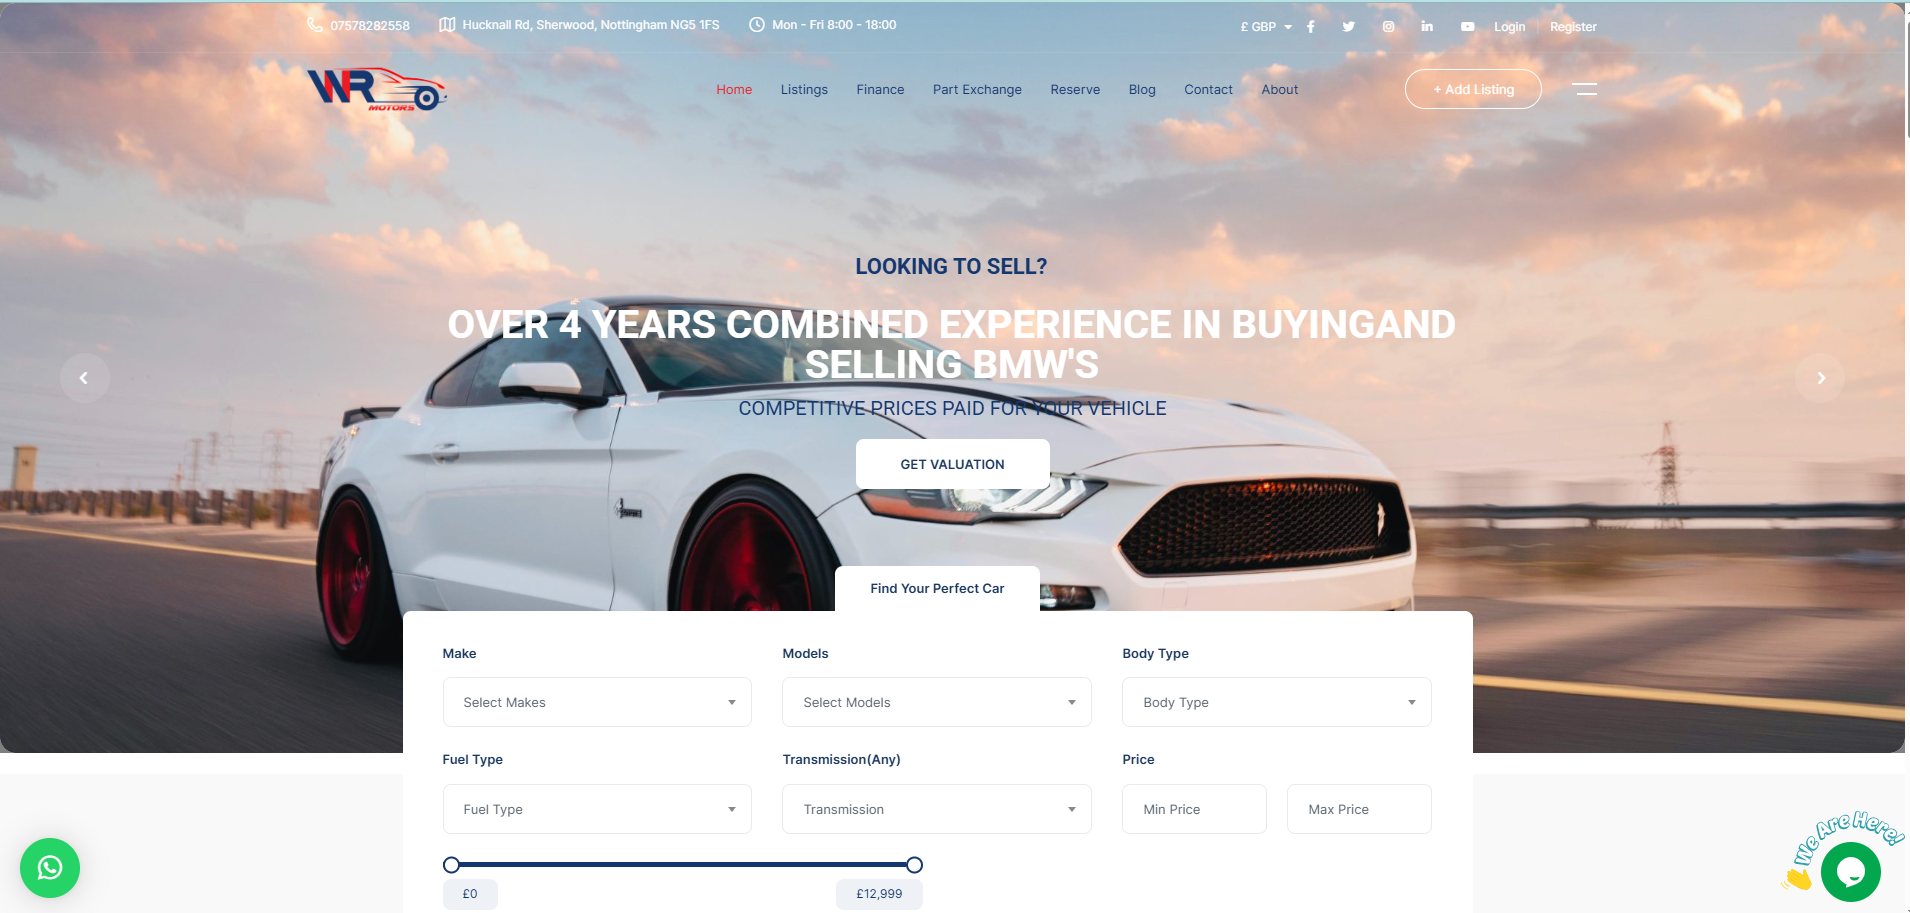 07578282558
Hucknall Rd, Sherwood, Nottingham NG5 1FS
Mon - Fri 8:00 - 18:00
£ GBP
Login
Register
WR
MOTORS
Home
Listings
Finance
Part Exchange
Reserve
Blog
Contact
About
+ Add Listing
LOOKING TO SELL?
OVER 4 YEARS COMBINED EXPERIENCE IN BUYINGAND
SELLING BMW'S
COMPETITIVE PRICES PAID FOR YOUR VEHICLE
GET VALUATION
Find Your Perfect Car
Make
Models
Body Type
Select Makes
Select Models
Body Type
Fuel Type
Transmission(Any)
Price
Fuel Type
Transmission
Min Price
Max Price
£0
£12,999
We Are Here!